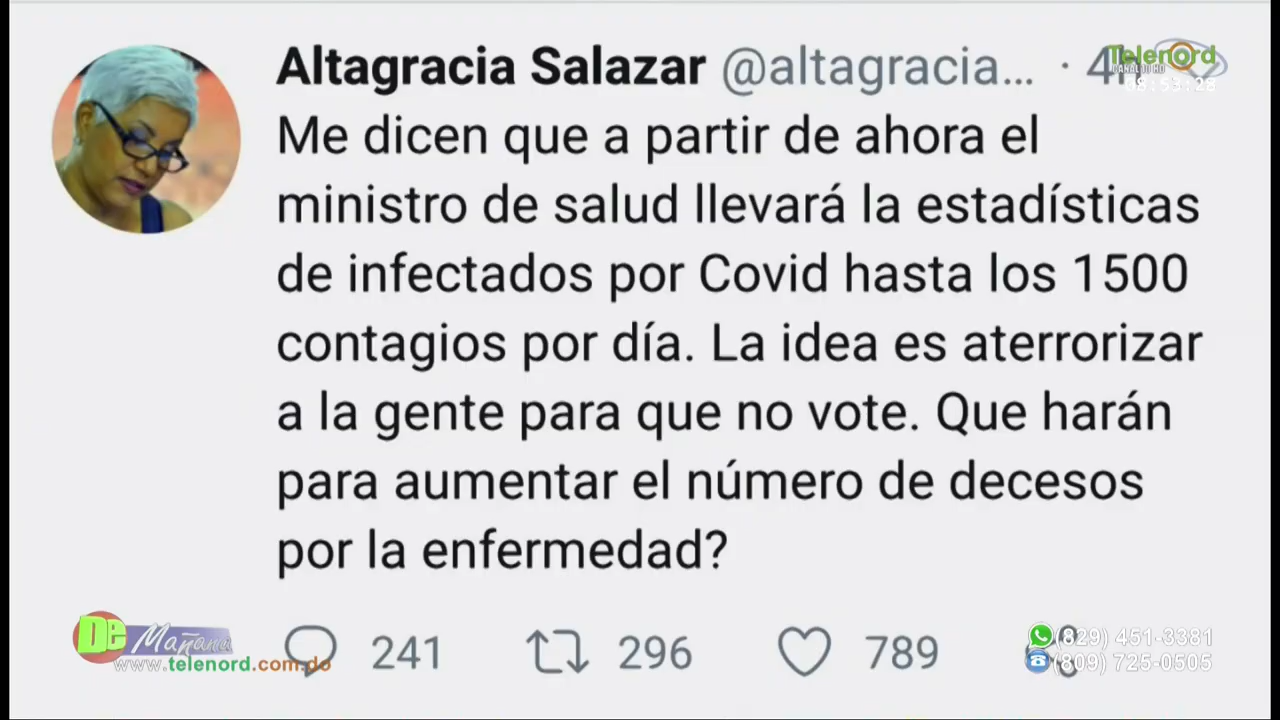 Altagracia Salazar @altagracia... ·
Telenord
08:53:28
Me dicen que a partir de ahora el
ministro de salud llevará la estadísticas
de infectados por Covid hasta los 1500
contagios por día. La idea es aterrorizar
a la gente para que no vote. Que harán
para aumentar el número de decesos
por la enfermedad?
De Mañana
www.telenord.com.do
241 296 789
(829) 451-3381
(809) 725-0505